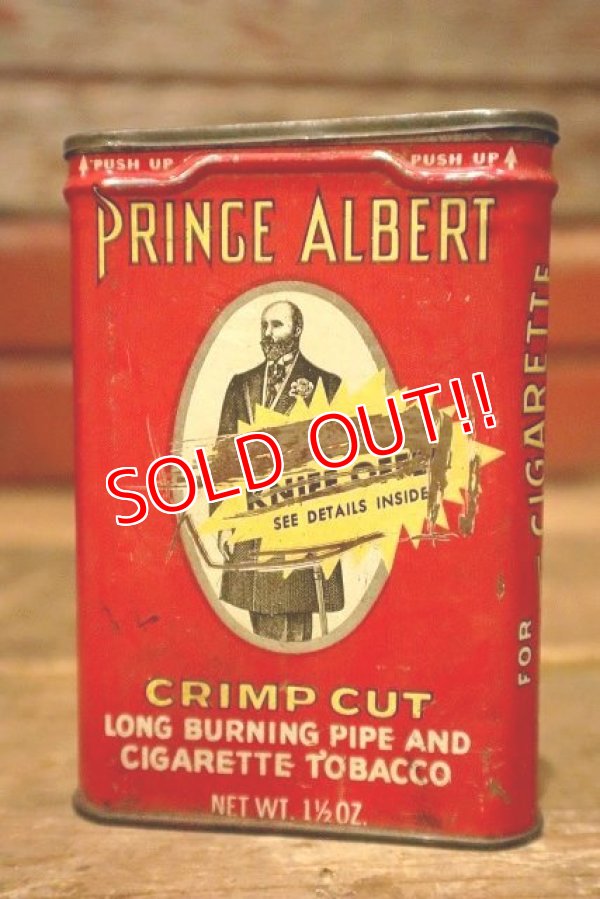 PUSH UP PUSH UP
PRINCE ALBERT
SOLD OUT!!
KNIFE OFFER
SEE DETAILS INSIDE
CRIMP CUT
LONG BURNING PIPE AND
CIGARETTE TOBACCO
NET WT. 1½ OZ.
FOR CIGARETTE